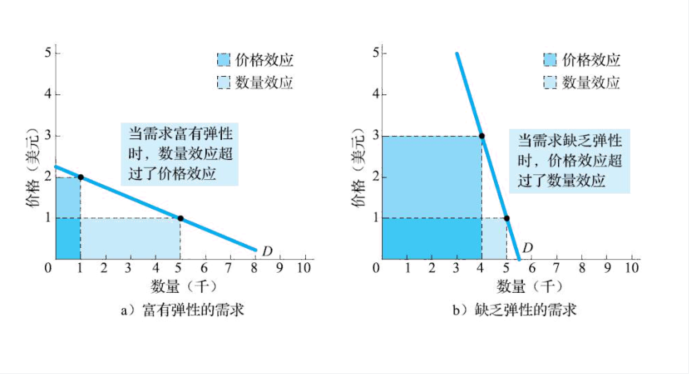 5
4
3
2
1
0
价格（美元）
价格效应
数量效应
当需求富有弹性
时，数量效应超
过了价格效应
D
1 2 3 4 5 6 7 8 9 10
数量（千）
a）富有弹性的需求
5
4
3
2
1
0
价格（美元）
价格效应
数量效应
当需求缺乏弹性
时，价格效应超
过了数量效应
D
1 2 3 4 5 6 7 8 9 10
数量（千）
b）缺乏弹性的需求